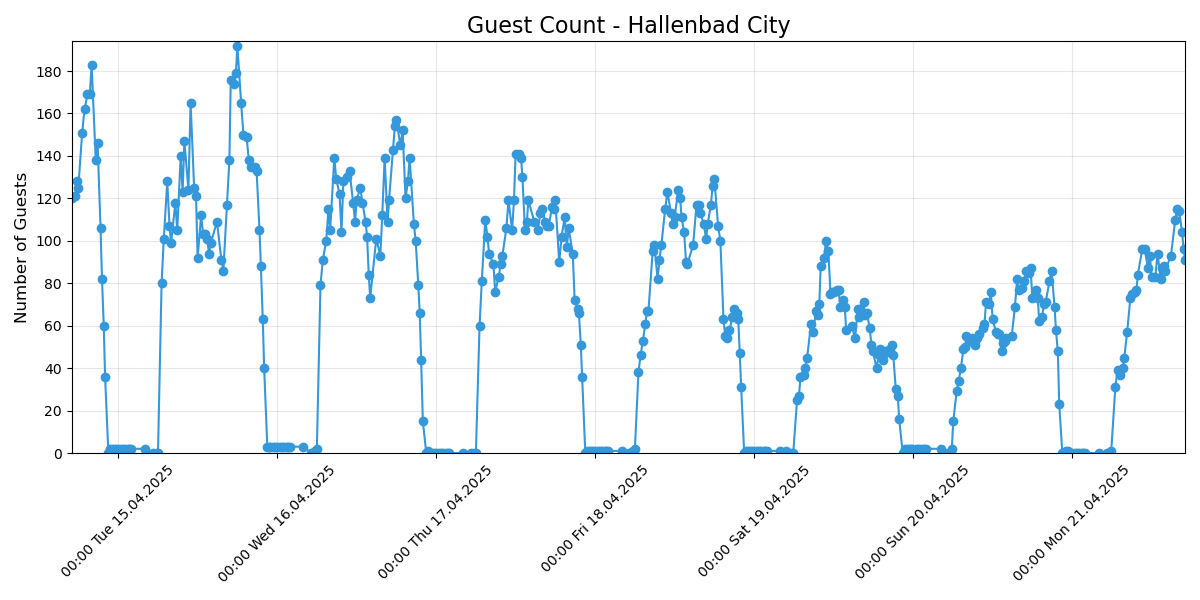 Guest Count - Hallenbad City
Number of Guests
180
160
140
120
100
80
60
40
20
0
00:00 Tue 15.04.2025
00:00 Wed 16.04.2025
00:00 Thu 17.04.2025
00:00 Fri 18.04.2025
00:00 Sat 19.04.2025
00:00 Sun 20.04.2025
00:00 Mon 21.04.2025